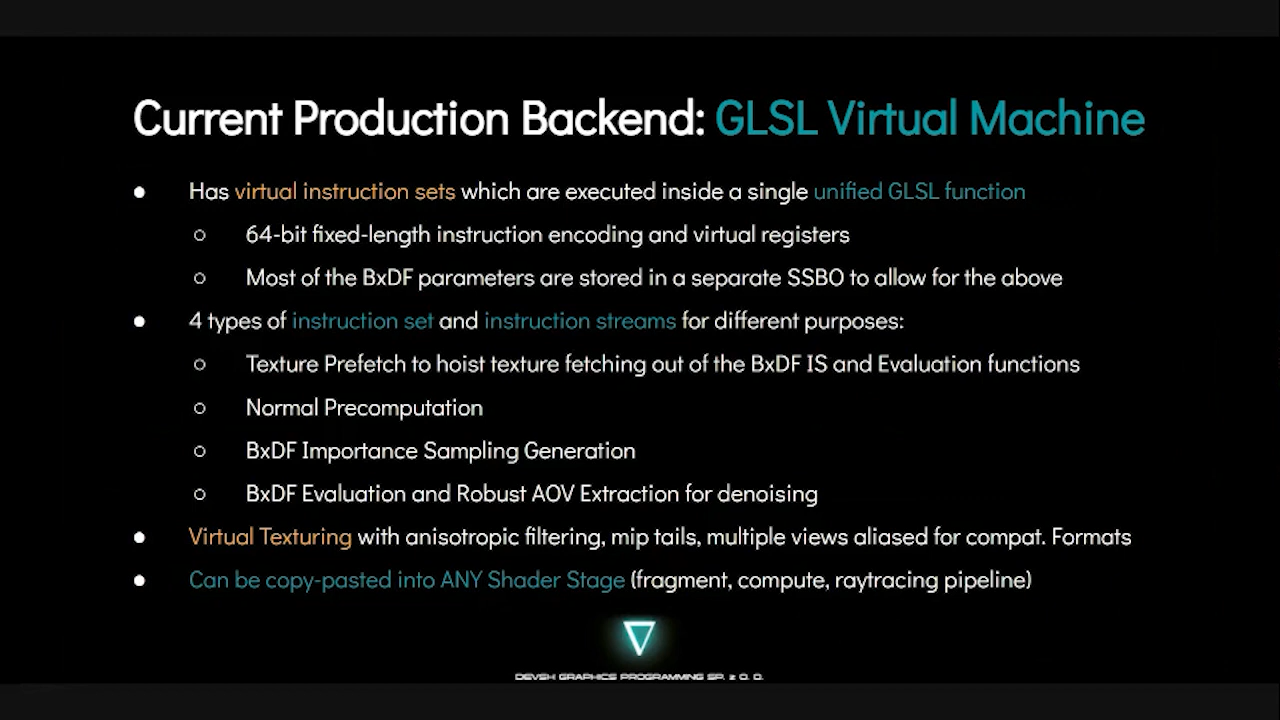 Current Production Backend: GLSL Virtual Machine
● Has virtual instruction sets which are executed inside a single unified GLSL function
○ 64-bit fixed-length instruction encoding and virtual registers
○ Most of the BxDF parameters are stored in a separate SSBO to allow for the above
● 4 types of instruction set and instruction streams for different purposes:
○ Texture Prefetch to hoist texture fetching out of the BxDF IS and Evaluation functions
○ Normal Precomputation
○ BxDF Importance Sampling Generation
○ BxDF Evaluation and Robust AOV Extraction for denoising
● Virtual Texturing with anisotropic filtering, mip tails, multiple views aliased for compat. Formats
● Can be copy-pasted into ANY Shader Stage (fragment, compute, raytracing pipeline)
DEVSH GRAPHICS PROGRAMMING SP. z O. O.